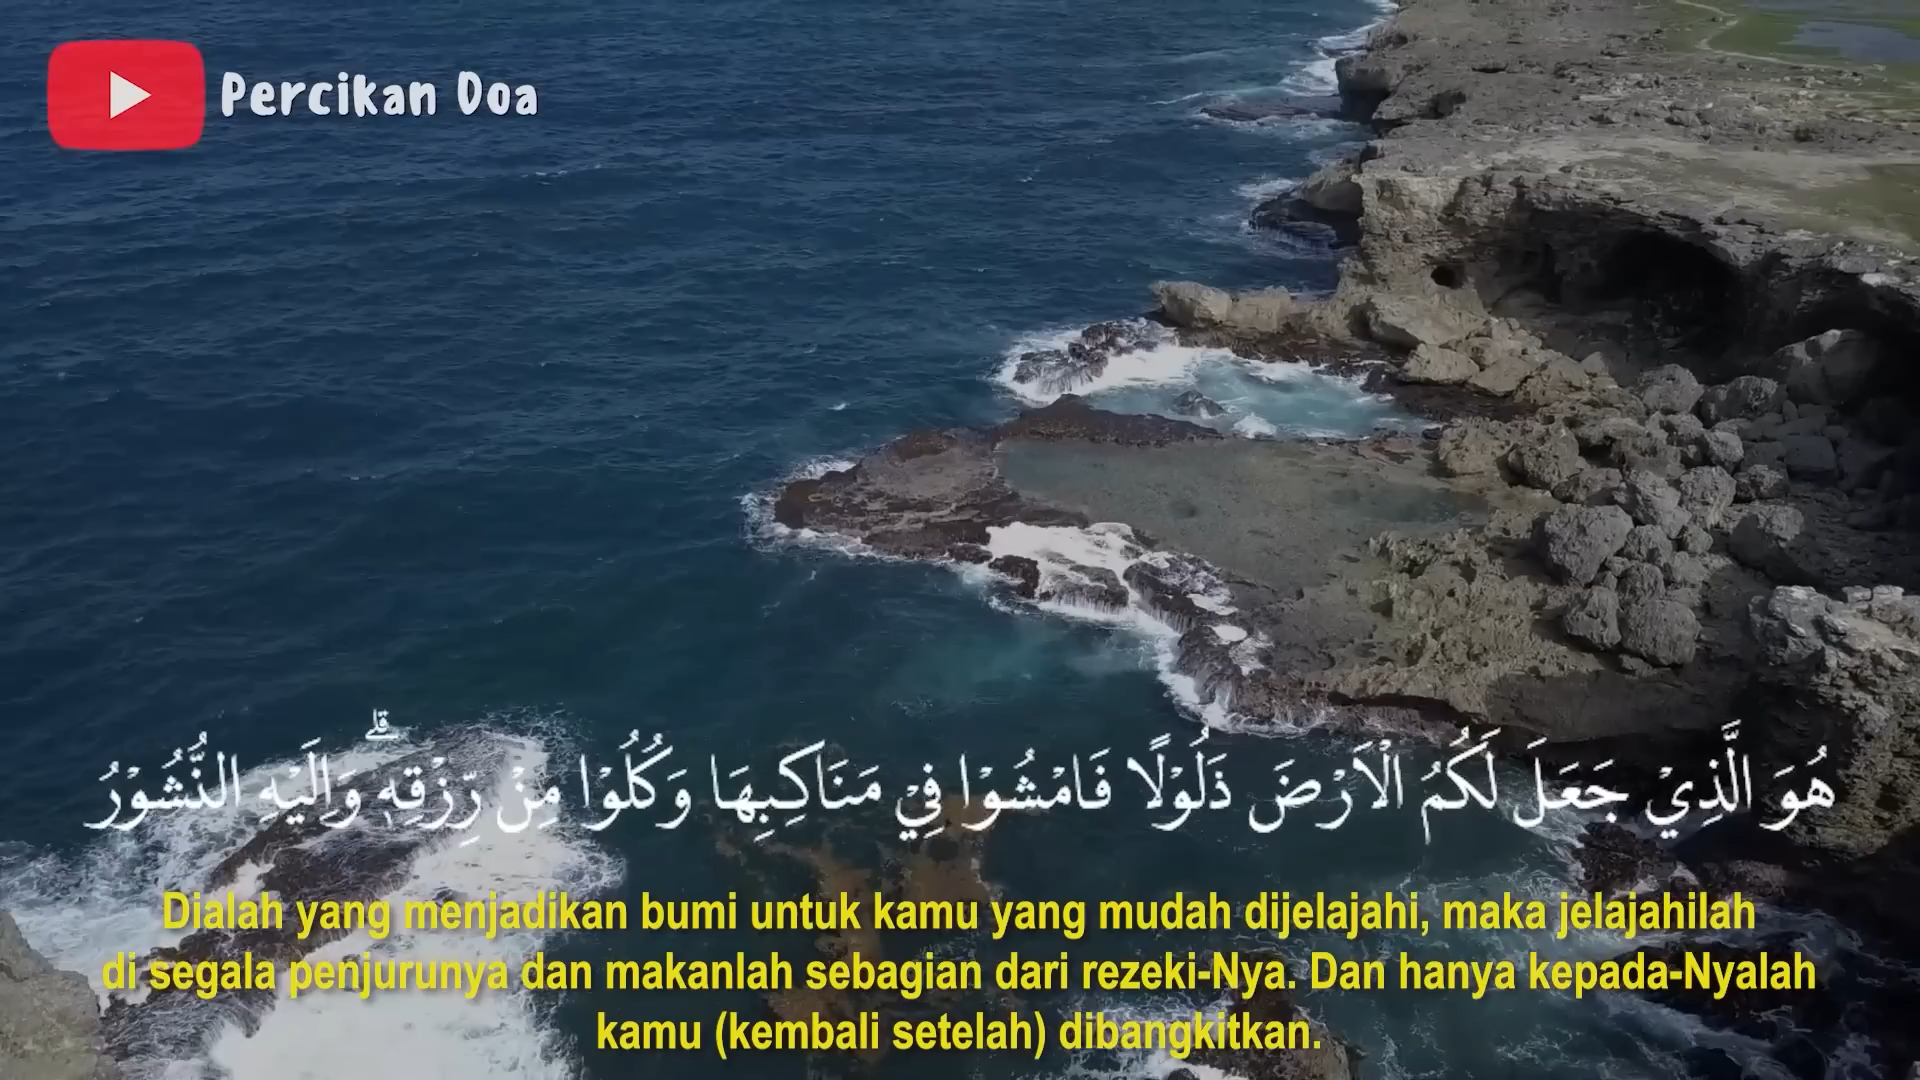 Percikan Doa
هُوَ الَّذِيْ جَعَلَ لَكُمُ الْاَرْضَ ذَلُوْلًا فَامْشُوْا فِيْ مَنَاكِبِهَا وَكُلُوْا مِنْ رِّزْقِهٖۗ وَاِلَيْهِ النُّشُوْرُ
Dialah yang menjadikan bumi untuk kamu yang mudah dijelajahi, maka jelajahilah
di segala penjurunya dan makanlah sebagian dari rezeki-Nya. Dan hanya kepada-Nyalah
kamu (kembali setelah) dibangkitkan.